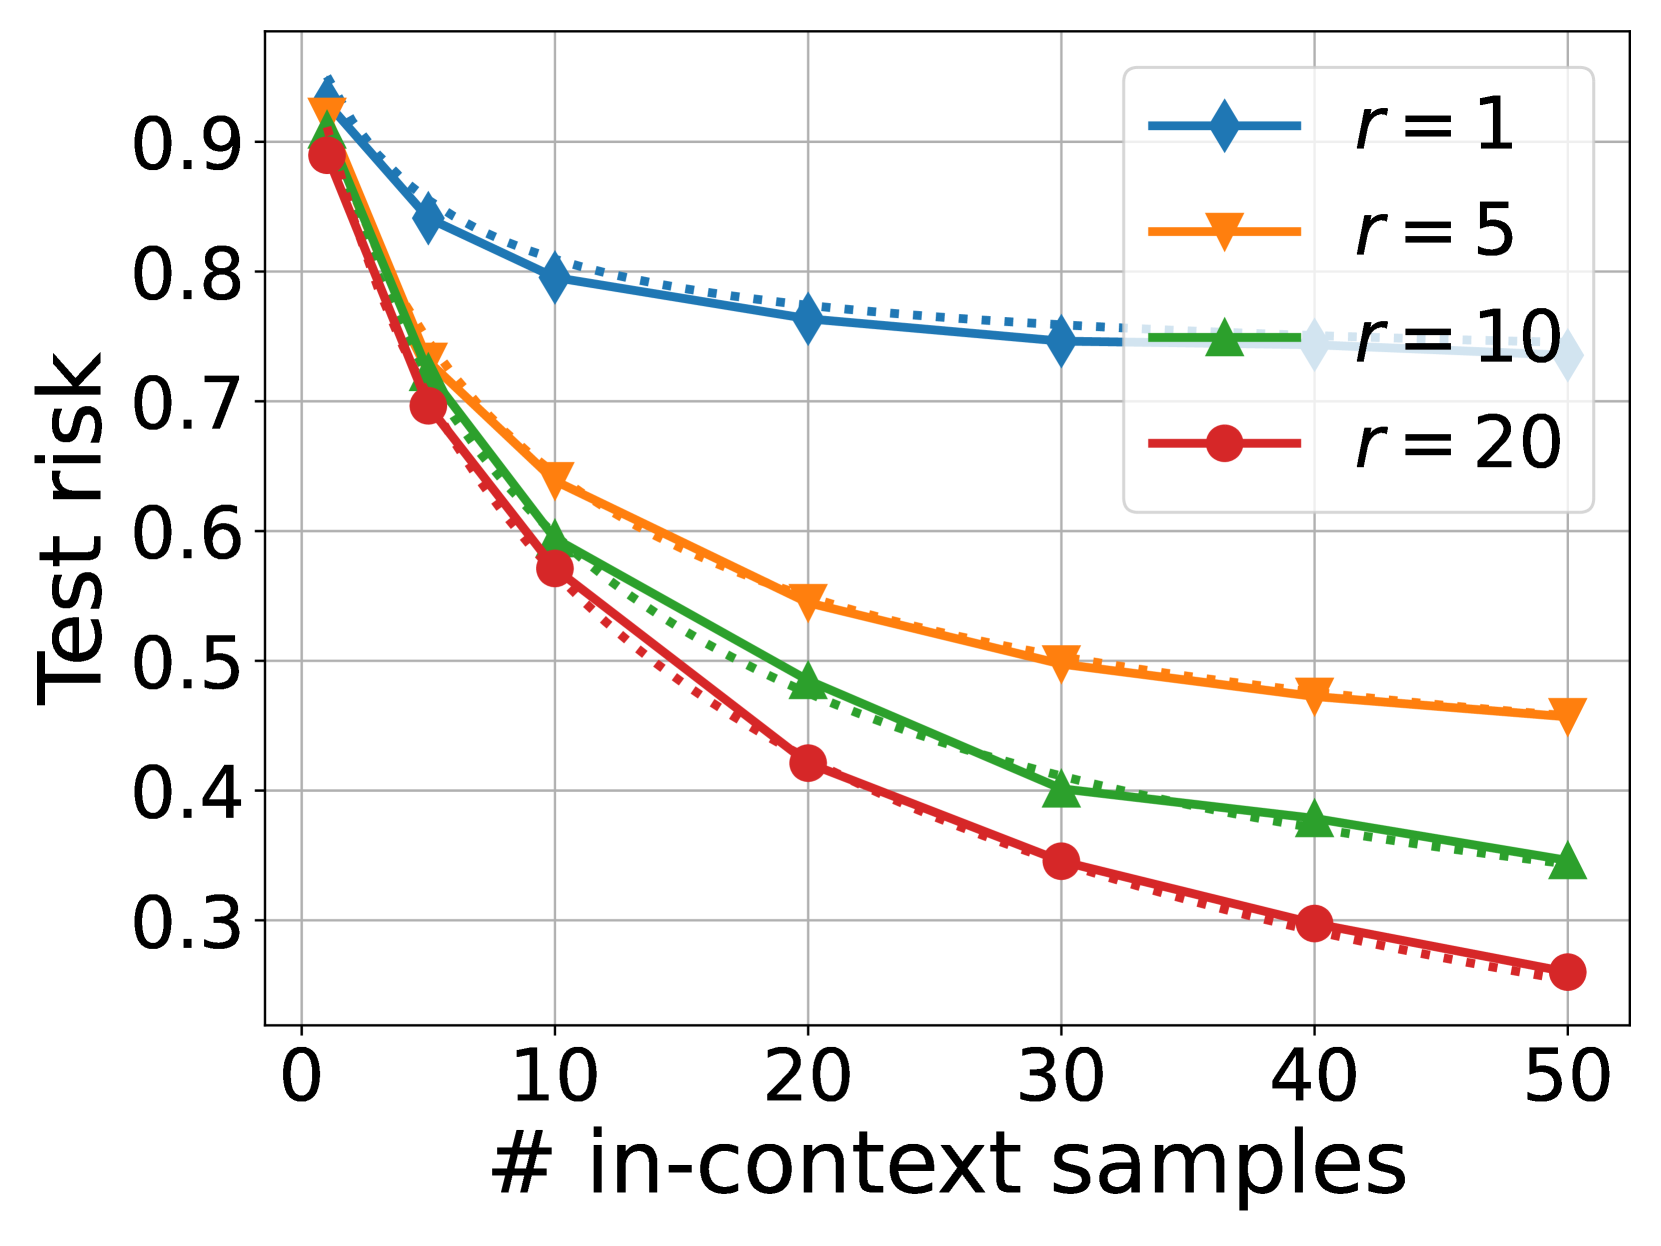 Test risk
0.9
0.8
0.7
0.6
0.5
0.4
0.3
r = 1
r = 5
r = 10
r = 20
0 10 20 30 40 50
# in-context samples